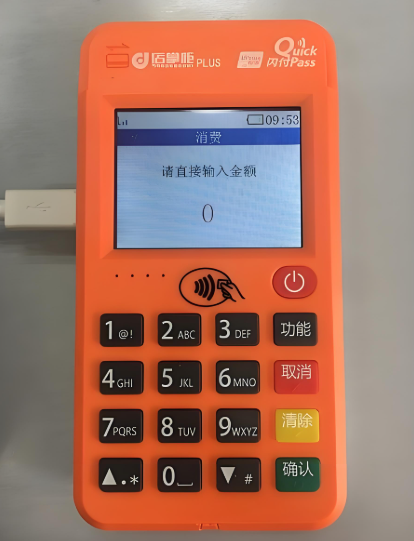 店掌柜 PLUS
Quick
闪付Pass
09:53
消费
请直接输入金额
0
1 @! 2 ABC 3 DEF 功能
4 GHI 5 JKL 6 MNO 取消
7 PQRS 8 TUV 9 WXYZ 清除
▲.* 0 ▼ # 确认